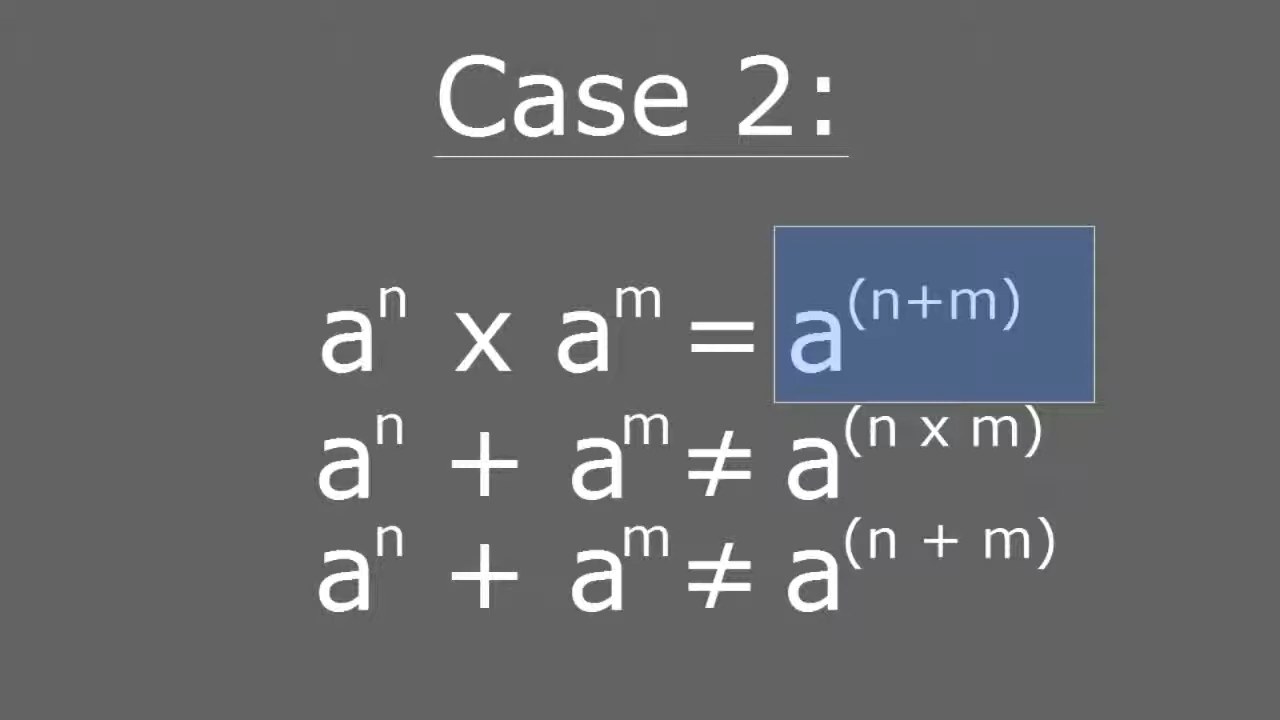 Case 2:
aⁿ x aᵐ = a⁽ⁿ⁺ᵐ⁾
aⁿ + aᵐ ≠ a⁽ⁿ ˣ ᵐ⁾
aⁿ + aᵐ ≠ a⁽ⁿ ⁺ ᵐ⁾